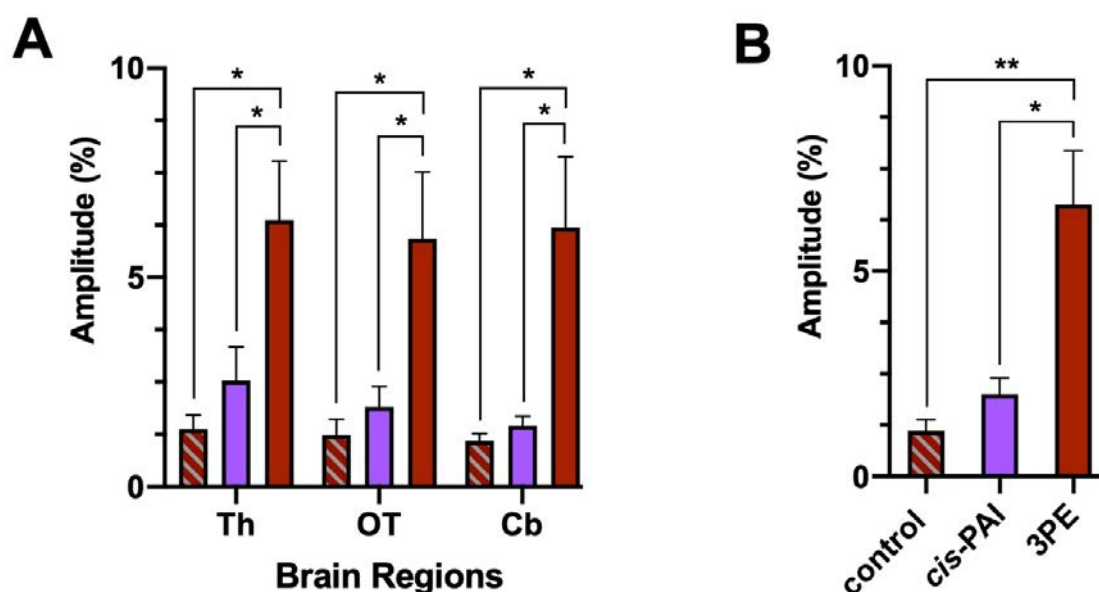 A
B
10
5
0
Amplitude (%)
*
*
*
*
*
*
Th
OT
Cb
Brain Regions
10
5
0
Amplitude (%)
**
*
control
cis-PAI
3PE